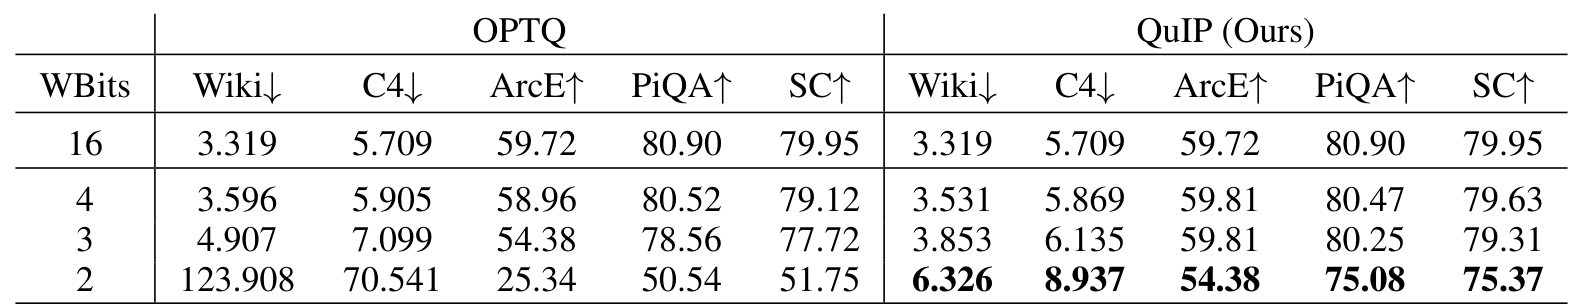 OPTQ QuIP (Ours)
WBits Wiki↓ C4↓ ArcE↑ PiQA↑ SC↑ Wiki↓ C4↓ ArcE↑ PiQA↑ SC↑
16 3.319 5.709 59.72 80.90 79.95 3.319 5.709 59.72 80.90 79.95
4 3.596 5.905 58.96 80.52 79.12 3.531 5.869 59.81 80.47 79.63
3 4.907 7.099 54.38 78.56 77.72 3.853 6.135 59.81 80.25 79.31
2 123.908 70.541 25.34 50.54 51.75 6.326 8.937 54.38 75.08 75.37